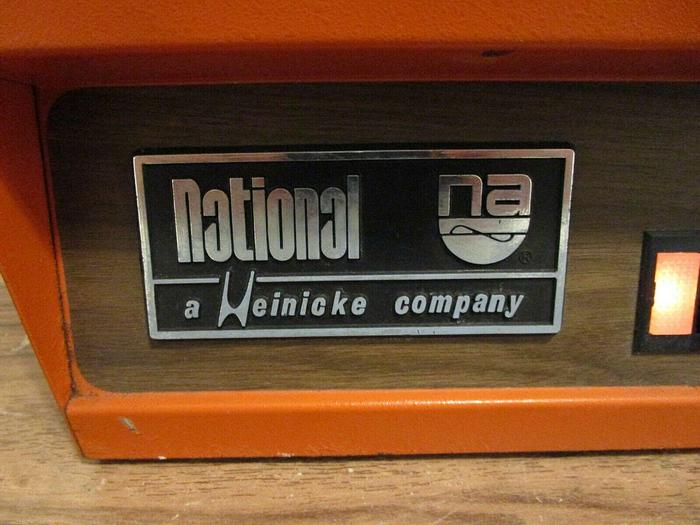 national
na
®
a Heinicke company